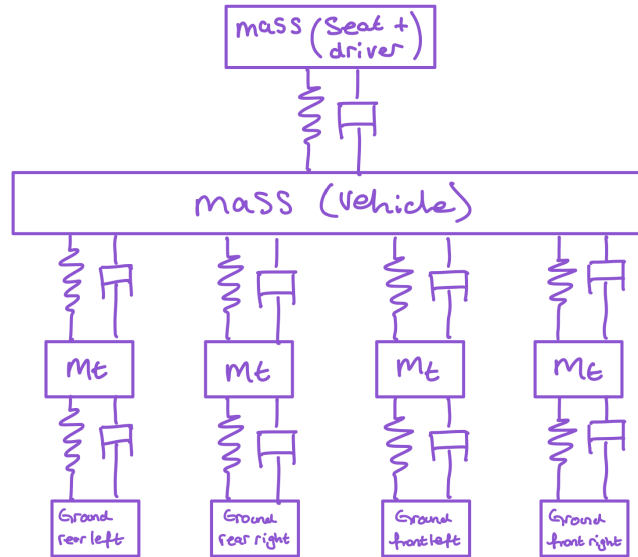 mass (Seat +
driver)
mass (vehicle)
Mt
Mt
Mt
Mt
Ground
rear left
Ground
rear right
Ground
front left
Ground
front right